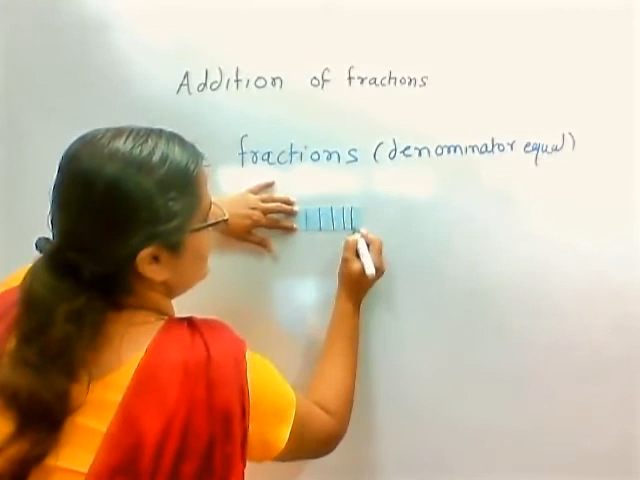 Addition of fractions
fractions (denominator equal)